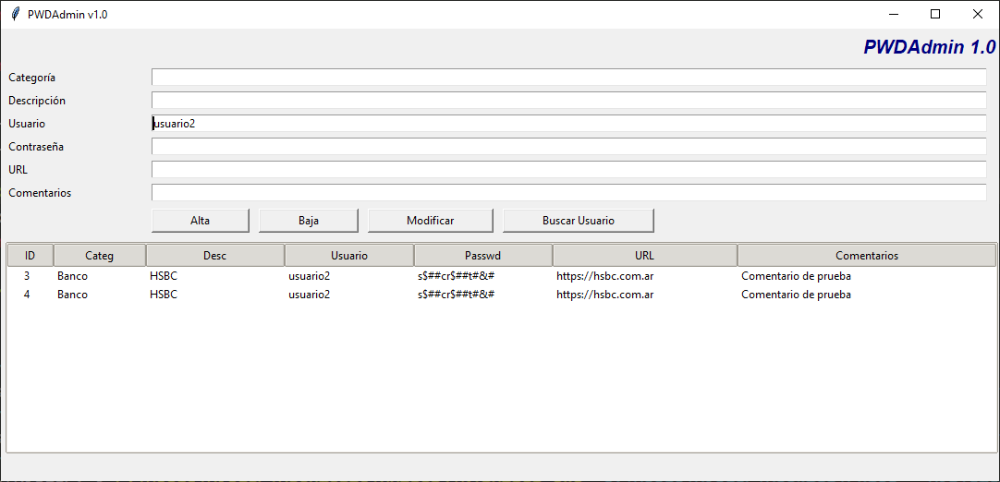 PWDAdmin v1.0
PWDAdmin 1.0
Categoría
Descripción
Usuario usuario2
Contraseña
URL
Comentarios
Alta Baja Modificar Buscar Usuario
ID Categ Desc Usuario Passwd URL Comentarios
3 Banco HSBC usuario2 s$##cr$##t#&# https://hsbc.com.ar Comentario de prueba
4 Banco HSBC usuario2 s$##cr$##t#&# https://hsbc.com.ar Comentario de prueba